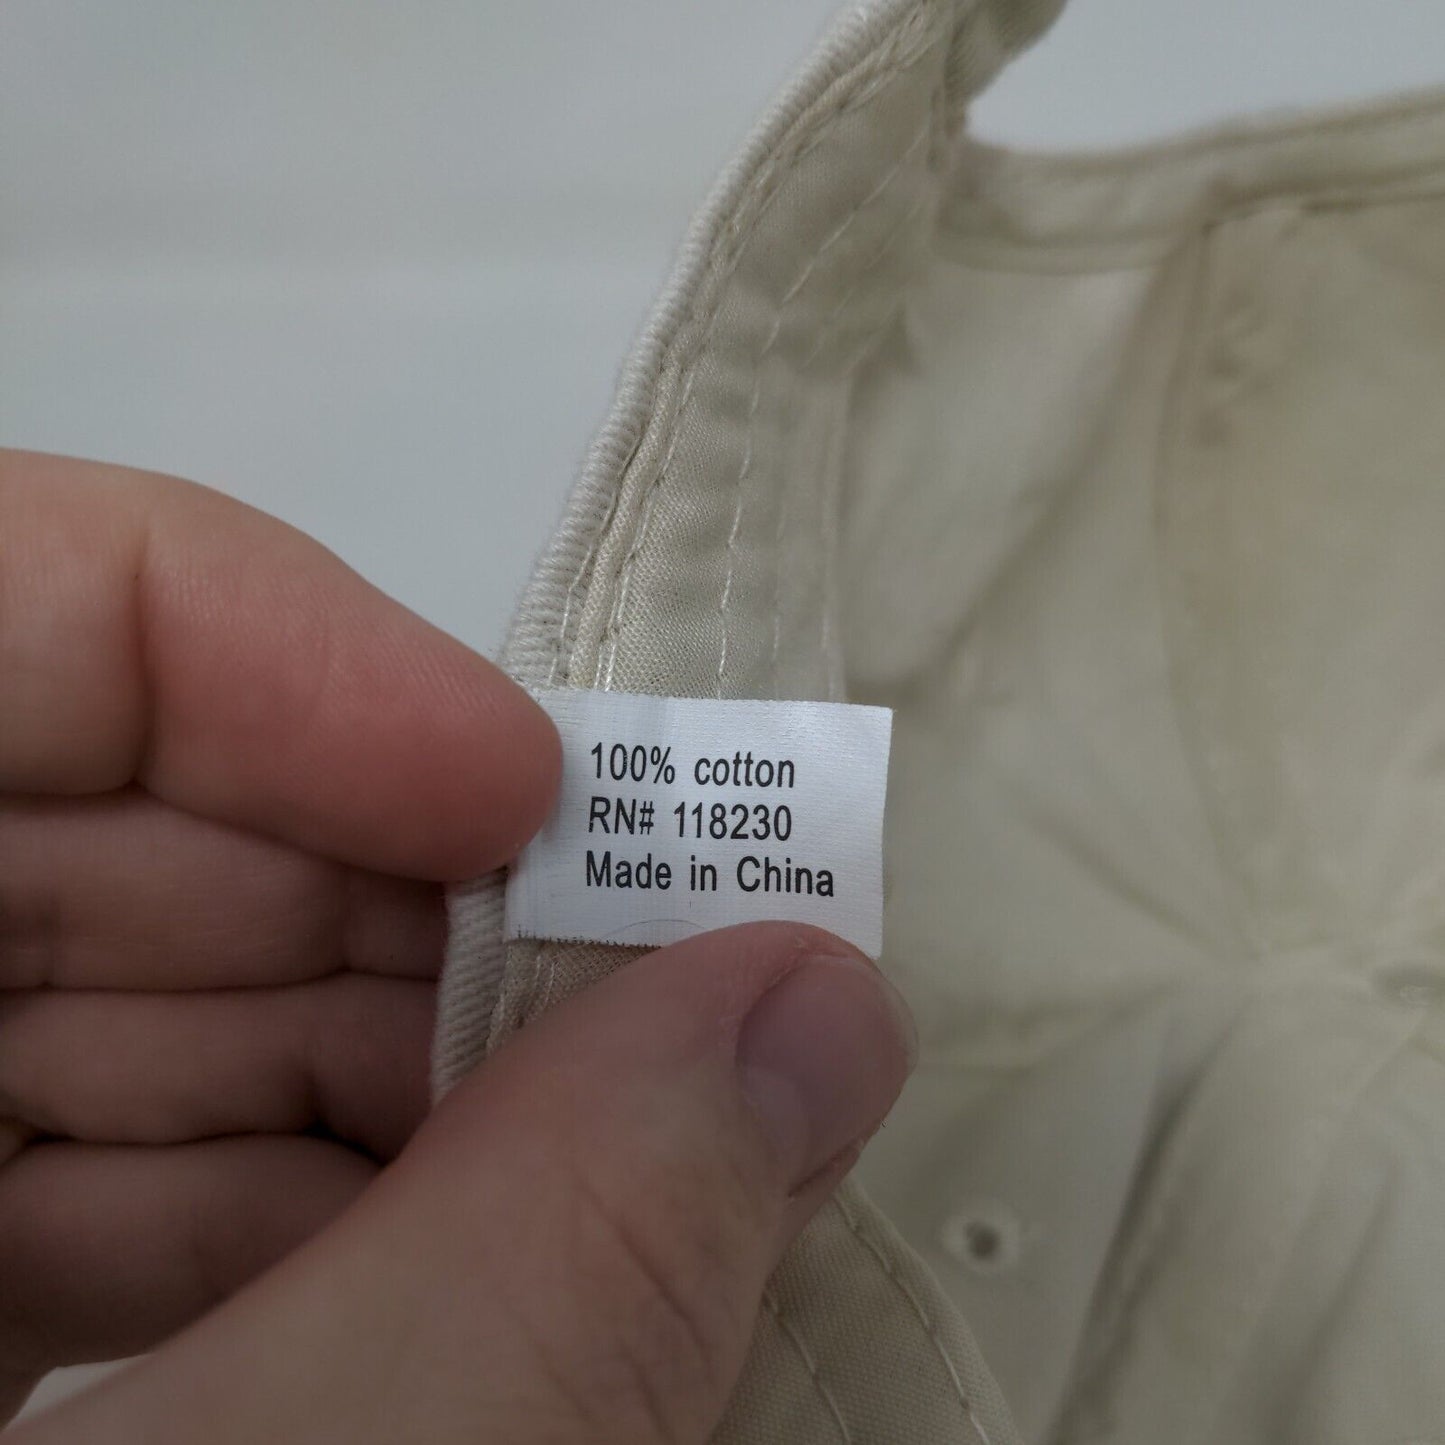 100% cotton
RN# 118230
Made in China